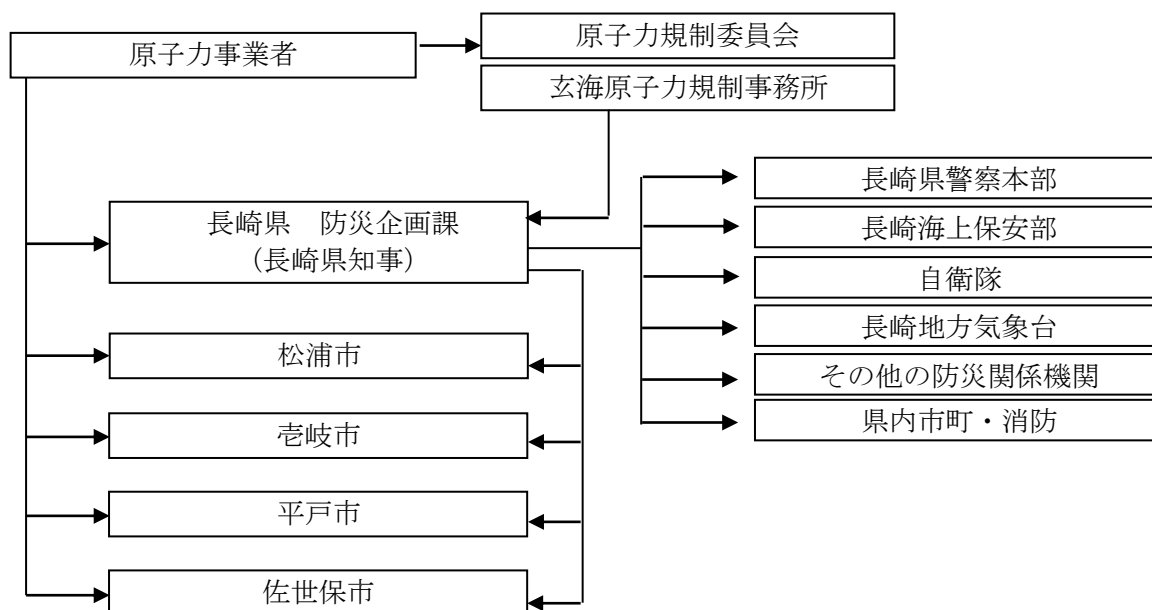 原子力事業者
原子力規制委員会
玄海原子力規制事務所
長崎県　防災企画課
(長崎県知事)
松浦市
壱岐市
平戸市
佐世保市
長崎県警察本部
長崎海上保安部
自衛隊
長崎地方気象台
その他の防災関係機関
県内市町・消防